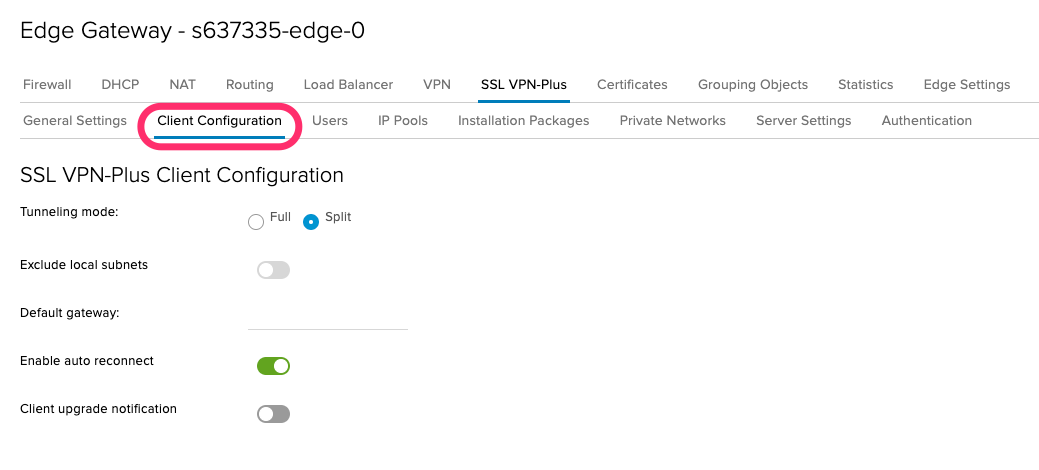 Edge Gateway - s637335-edge-0
Firewall DHCP NAT Routing Load Balancer VPN SSL VPN-Plus Certificates Grouping Objects Statistics Edge Settings
General Settings Client Configuration Users IP Pools Installation Packages Private Networks Server Settings Authentication
SSL VPN-Plus Client Configuration
Tunneling mode: Full Split
Exclude local subnets
Default gateway:
Enable auto reconnect
Client upgrade notification